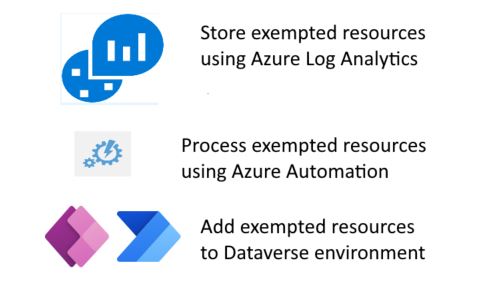 Store exempted resources
using Azure Log Analytics
Process exempted resources
using Azure Automation
Add exempted resources
to Dataverse environment